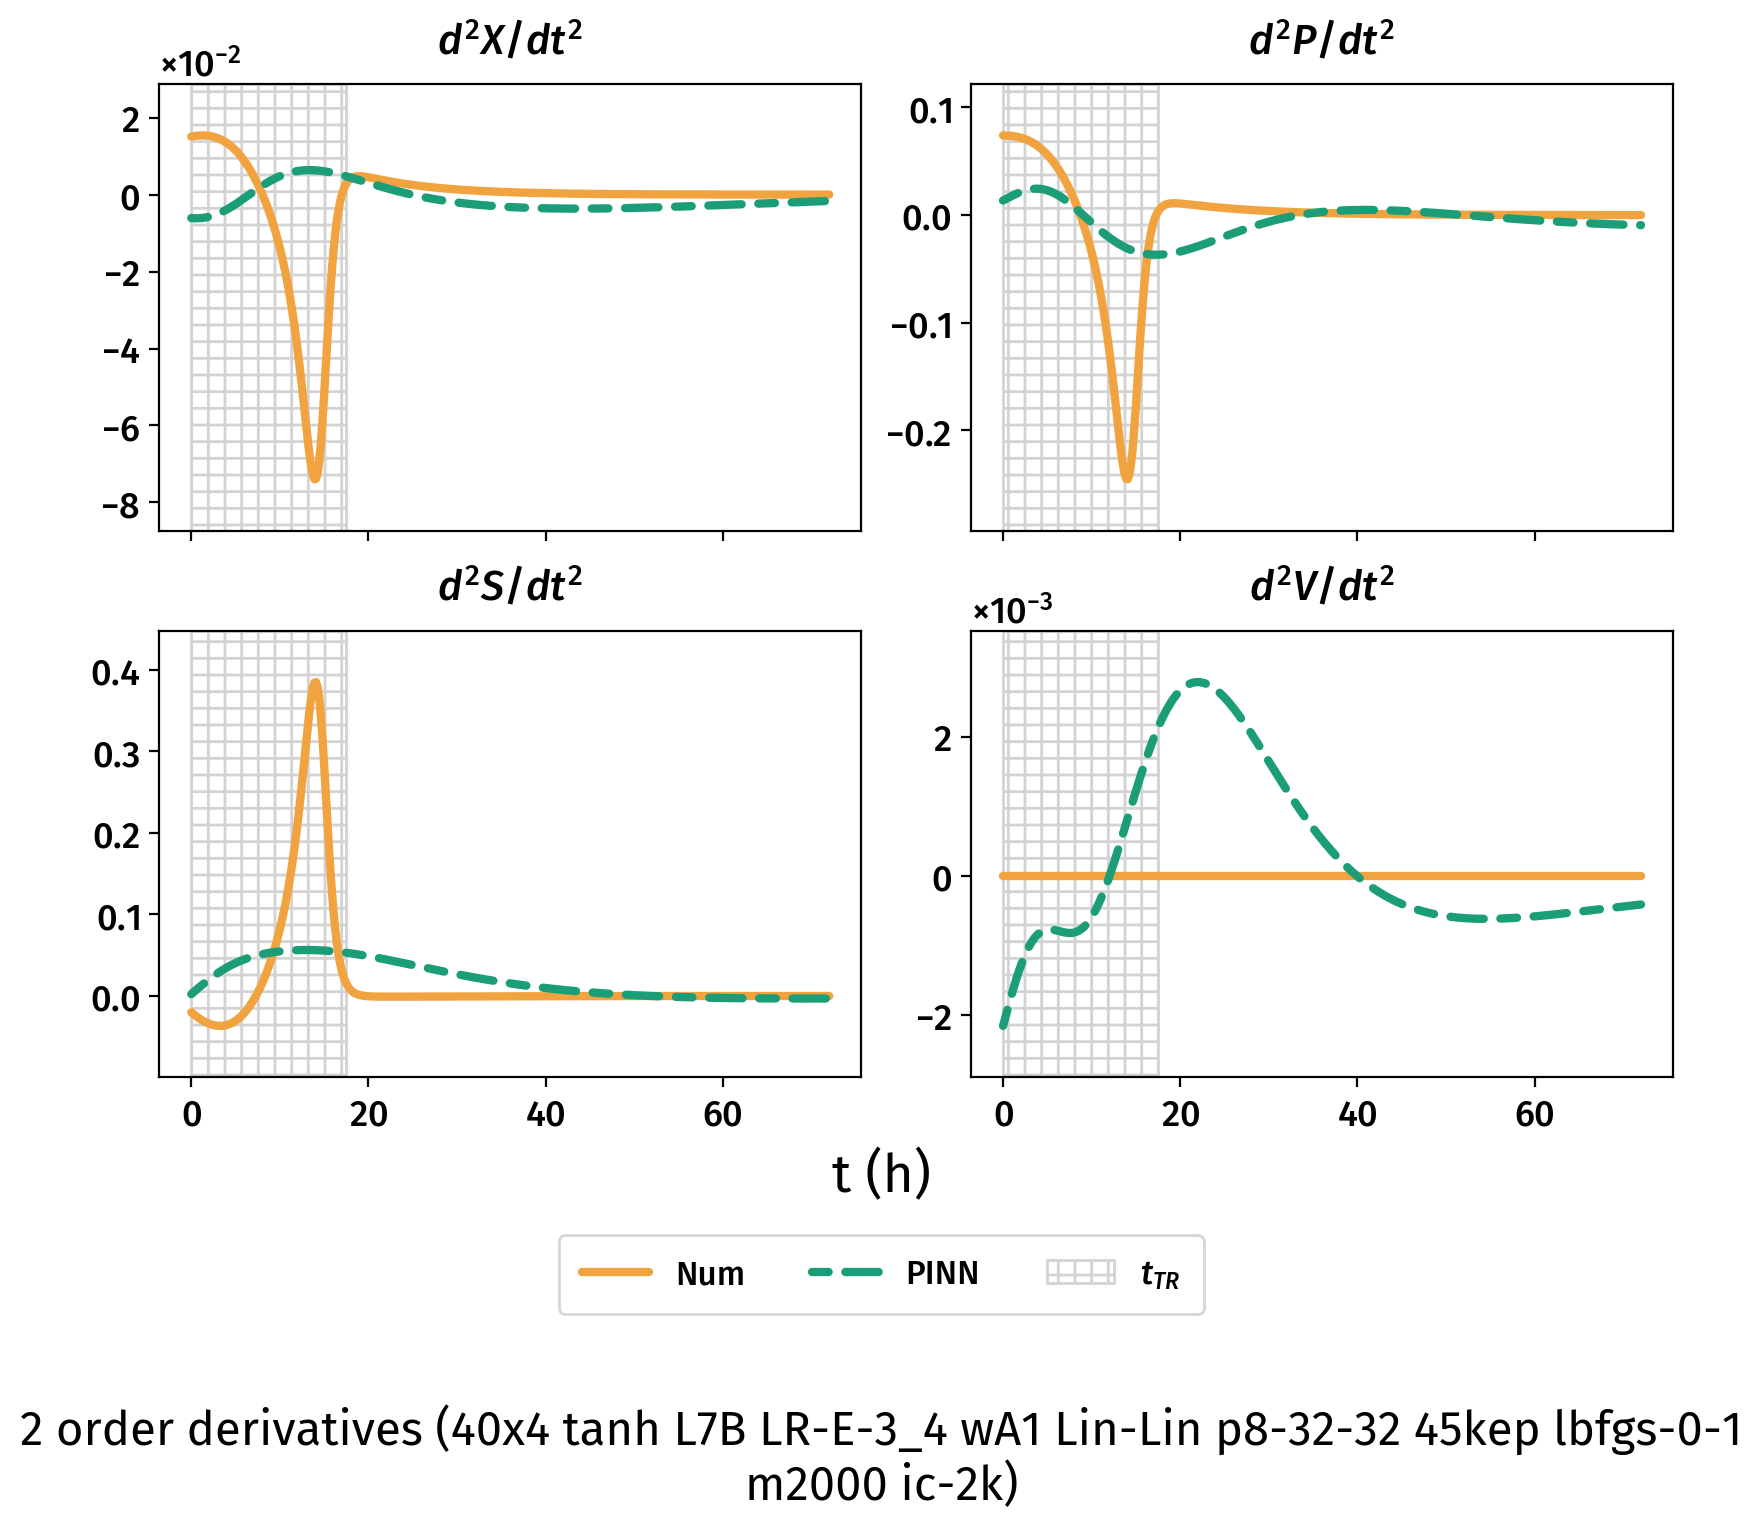 d²X/dt²
×10⁻²
2
0
−2
−4
−6
−8
d²P/dt²
0.1
0.0
−0.1
−0.2
d²S/dt²
0.4
0.3
0.2
0.1
0.0
0 20 40 60
d²V/dt²
×10⁻³
2
0
−2
0 20 40 60
t (h)
Num PINN t_TR
2 order derivatives (40x4 tanh L7B LR-E-3_4 wA1 Lin-Lin p8-32-32 45kep lbfgs-0-1
m2000 ic-2k)